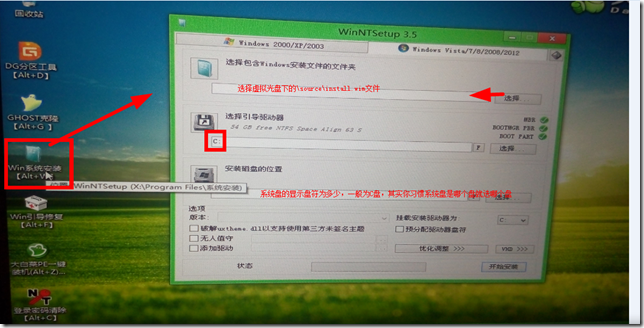 回收站
DG分区工具
【Alt+D】
GHOST克隆
【Alt+G】
Win系统安装
WinNTSetup (X:\Program Files\系统安装)
Win引导修复
【Alt+F】
大白菜PE一键
装机(Alt+Z)...
登录密码清除
【Alt+C】
WinNTSetup 3.5
Windows 2000/XP/2003
Windows Vista/7/8/2008/2012
选择包含Windows安装文件的文件夹
选择虚拟光盘下的\source\install.wim文件
选择
选择引导驱动器
MBR
BOOTMGR PBR
BOOT PART
54 GB free NTFS Space Align 63 S
C:
F
选择
安装磁盘的位置
系统盘的显示盘符为多少,一般为C盘,其实你习惯系统盘是哪个盘就选哪个盘
选择
选项
版本:
挂载安装驱动器为
C:
破解uxtheme.dll以支持使用第三方未签名主题
预分配驱动器盘符
无人值守
添加驱动
优化调整 >>>
VHD >>>
状态
开始安装